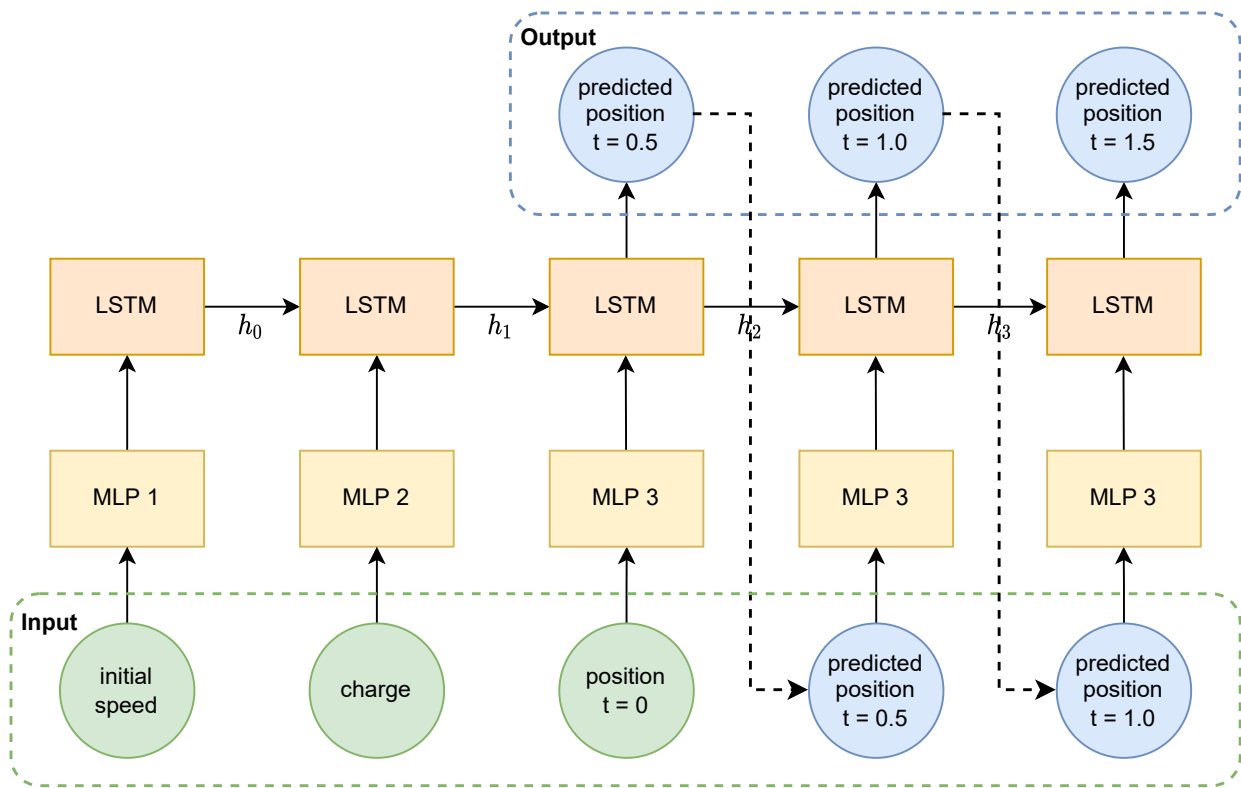 Output
predicted
position
t = 0.5
predicted
position
t = 1.0
predicted
position
t = 1.5
LSTM
LSTM
LSTM
LSTM
LSTM
h₀
h₁
h₂
h₃
MLP 1
MLP 2
MLP 3
MLP 3
MLP 3
Input
initial
speed
charge
position
t = 0
predicted
position
t = 0.5
predicted
position
t = 1.0